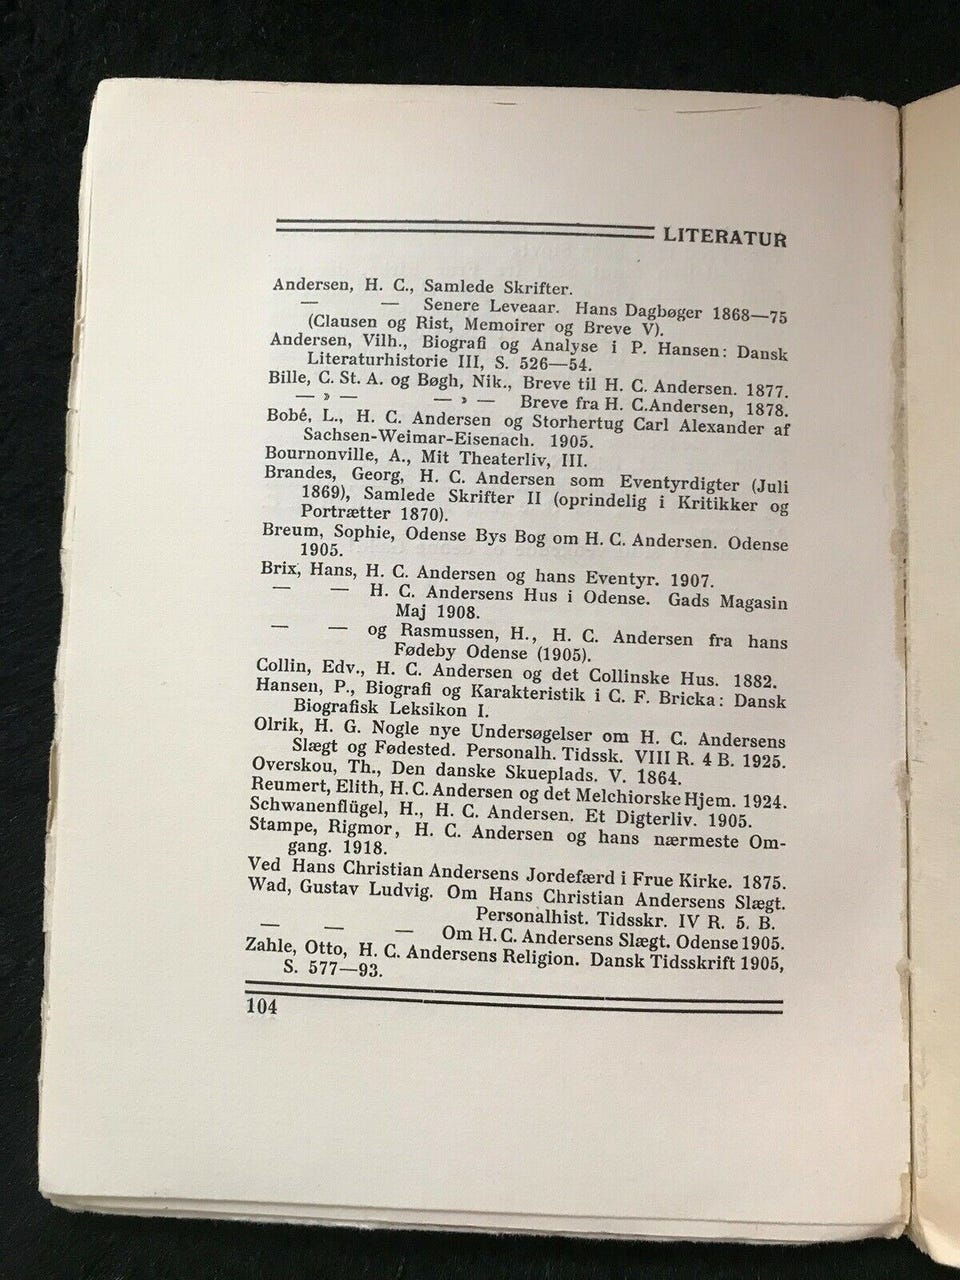 LITERATUR
Andersen, H. C., Samlede Skrifter.
— — Senere Leveaar. Hans Dagbøger 1868—75
(Clausen og Rist, Memoirer og Breve V).
Andersen, Vilh., Biografi og Analyse i P. Hansen: Dansk
Literaturhistorie III, S. 526—54.
Bille, C. St. A. og Bøgh, Nik., Breve til H. C. Andersen. 1877.
— » — — » — Breve fra H. C.Andersen, 1878.
Bobé, L., H. C. Andersen og Storhertug Carl Alexander af
Sachsen-Weimar-Eisenach. 1905.
Bournonville, A., Mit Theaterliv, III.
Brandes, Georg, H. C. Andersen som Eventyrdigter (Juli
1869), Samlede Skrifter II (oprindelig i Kritikker og
Portrætter 1870).
Breum, Sophie, Odense Bys Bog om H. C. Andersen. Odense
1905.
Brix, Hans, H. C. Andersen og hans Eventyr. 1907.
— — H. C. Andersens Hus i Odense. Gads Magasin
Maj 1908.
— — og Rasmussen, H., H. C. Andersen fra hans
Fødeby Odense (1905).
Collin, Edv., H. C. Andersen og det Collinske Hus. 1882.
Hansen, P., Biografi og Karakteristik i C. F. Bricka: Dansk
Biografisk Leksikon I.
Olrik, H. G. Nogle nye Undersøgelser om H. C. Andersens
Slægt og Fødested. Personalh. Tidssk. VIII R. 4 B. 1925.
Overskou, Th., Den danske Skueplads. V. 1864.
Reumert, Elith, H. C. Andersen og det Melchiorske Hjem. 1924.
Schwanenflügel, H., H. C. Andersen. Et Digterliv. 1905.
Stampe, Rigmor, H. C. Andersen og hans nærmeste Om-
gang. 1918.
Ved Hans Christian Andersens Jordefærd i Frue Kirke. 1875.
Wad, Gustav Ludvig. Om Hans Christian Andersens Slægt.
Personalhist. Tidsskr. IV R. 5. B.
— — — Om H. C. Andersens Slægt. Odense 1905.
Zahle, Otto, H. C. Andersens Religion. Dansk Tidsskrift 1905,
S. 577—93.
104